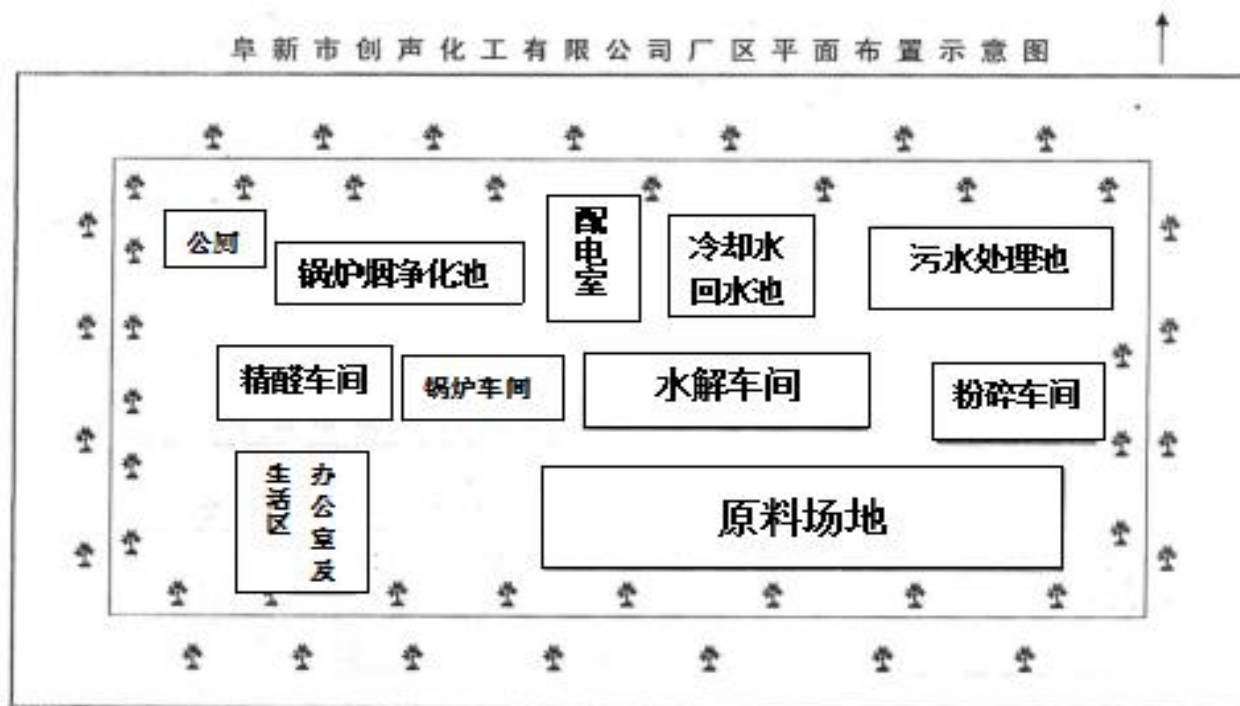 阜新市创声化工有限公司厂区平面布置示意图
公厕
锅炉烟净化池
配电室
冷却水
回水池
污水处理池
精醛车间
锅炉车间
水解车间
粉碎车间
办公室及
生活区
原料场地